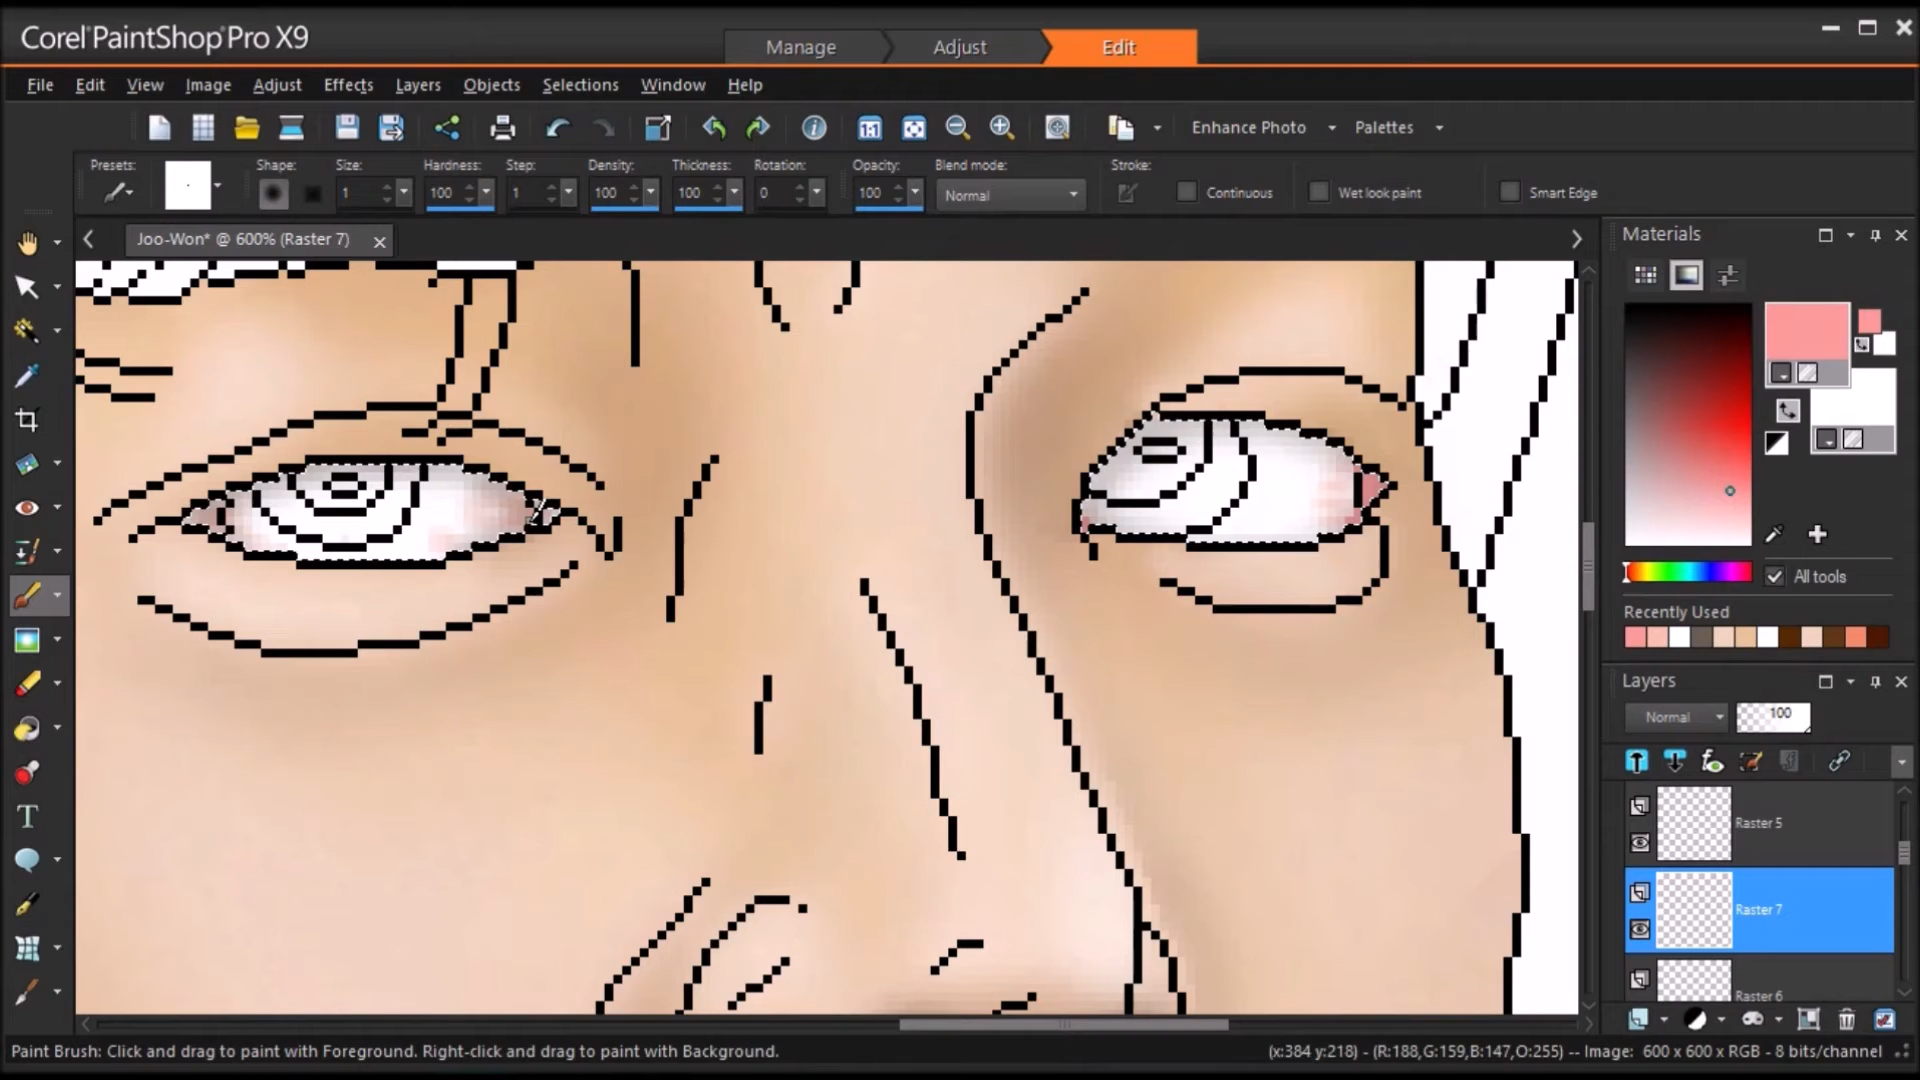 Corel PaintShop Pro X9
Manage
Adjust
Edit
File
Edit
View
Image
Adjust
Effects
Layers
Objects
Selections
Window
Help
1:1
Enhance Photo
Palettes
Presets:
Shape:
Size:
Hardness:
Step:
Density:
Thickness:
Rotation:
Opacity:
Blend mode:
Stroke:
1
100
1
100
100
0
100
Normal
Continuous
Wet look paint
Smart Edge
Joo-Won* @ 600% (Raster 7)
Materials
All tools
Recently Used
Layers
Normal
100
Raster 5
Raster 7
Raster 6
Paint Brush: Click and drag to paint with Foreground. Right-click and drag to paint with Background.
(x:384 y:218) - (R:188,G:159,B:147,O:255) -- Image: 600 x 600 x RGB - 8 bits/channel